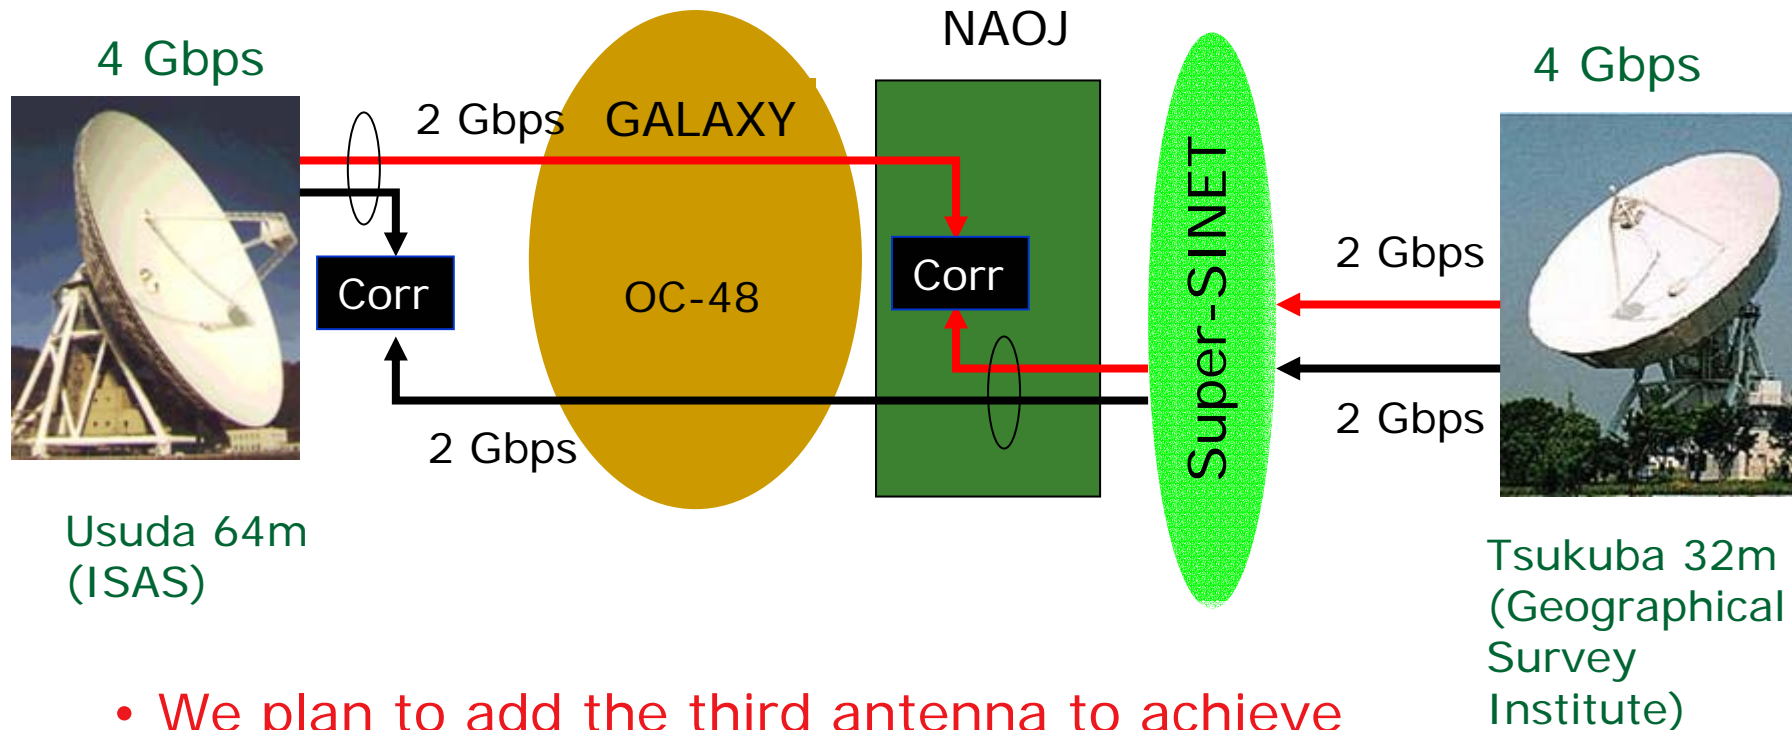 NAOJ
4 Gbps
4 Gbps
2 Gbps
GALAXY
Super-SINET
2 Gbps
Corr
Corr
OC-48
2 Gbps
2 Gbps
Usuda 64m
(ISAS)
Tsukuba 32m
(Geographical
Survey
Institute)
• We plan to add the third antenna to achieve